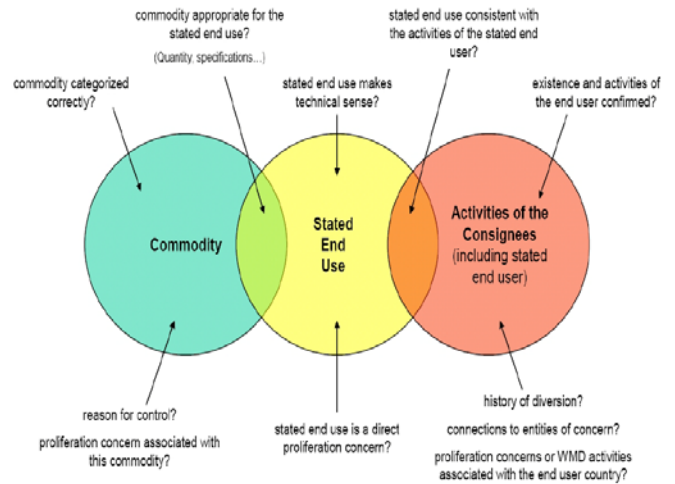 commodity appropriate for the
stated end use?
(Quantity, specifications...)
stated end use consistent with
the activities of the stated end
user?
commodity categorized
correctly?
stated end use makes
technical sense?
existence and activities of
the end user confirmed?
Commodity
Stated
End
Use
Activities of the
Consignees
(including stated
end user)
reason for control?
proliferation concern associated with
this commodity?
stated end use is a direct
proliferation concern?
history of diversion?
connections to entities of concern?
proliferation concerns or WMD activities
associated with the end user country?